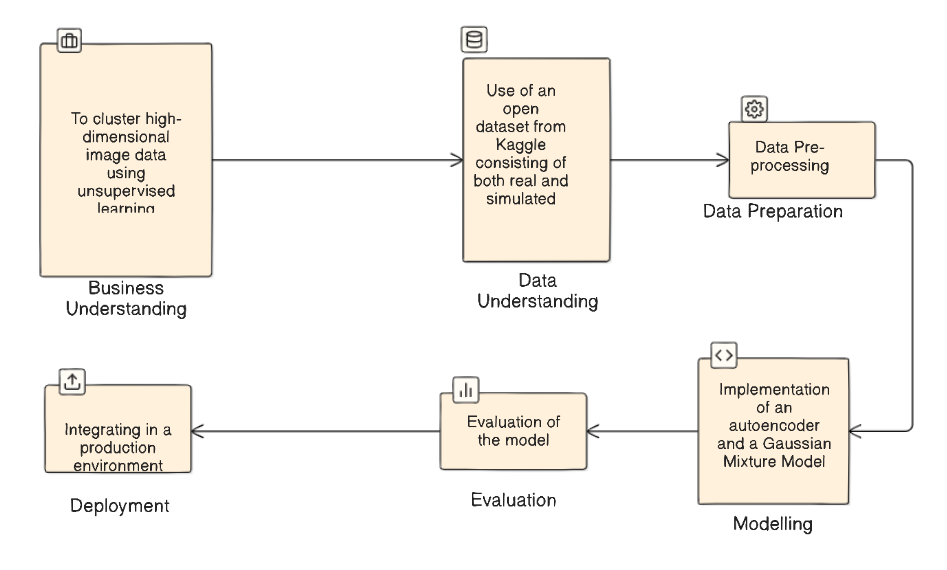 To cluster high-
dimensional
image data
using
unsupervised
learning
Business
Understanding
Use of an
open
dataset from
Kaggle
consisting of
both real and
simulated
Data
Understanding
Data Pre-
processing
Data Preparation
Implementation
of an
autoencoder
and a Gaussian
Mixture Model
Modelling
Evaluation of
the model
Evaluation
Integrating in a
production
environment
Deployment